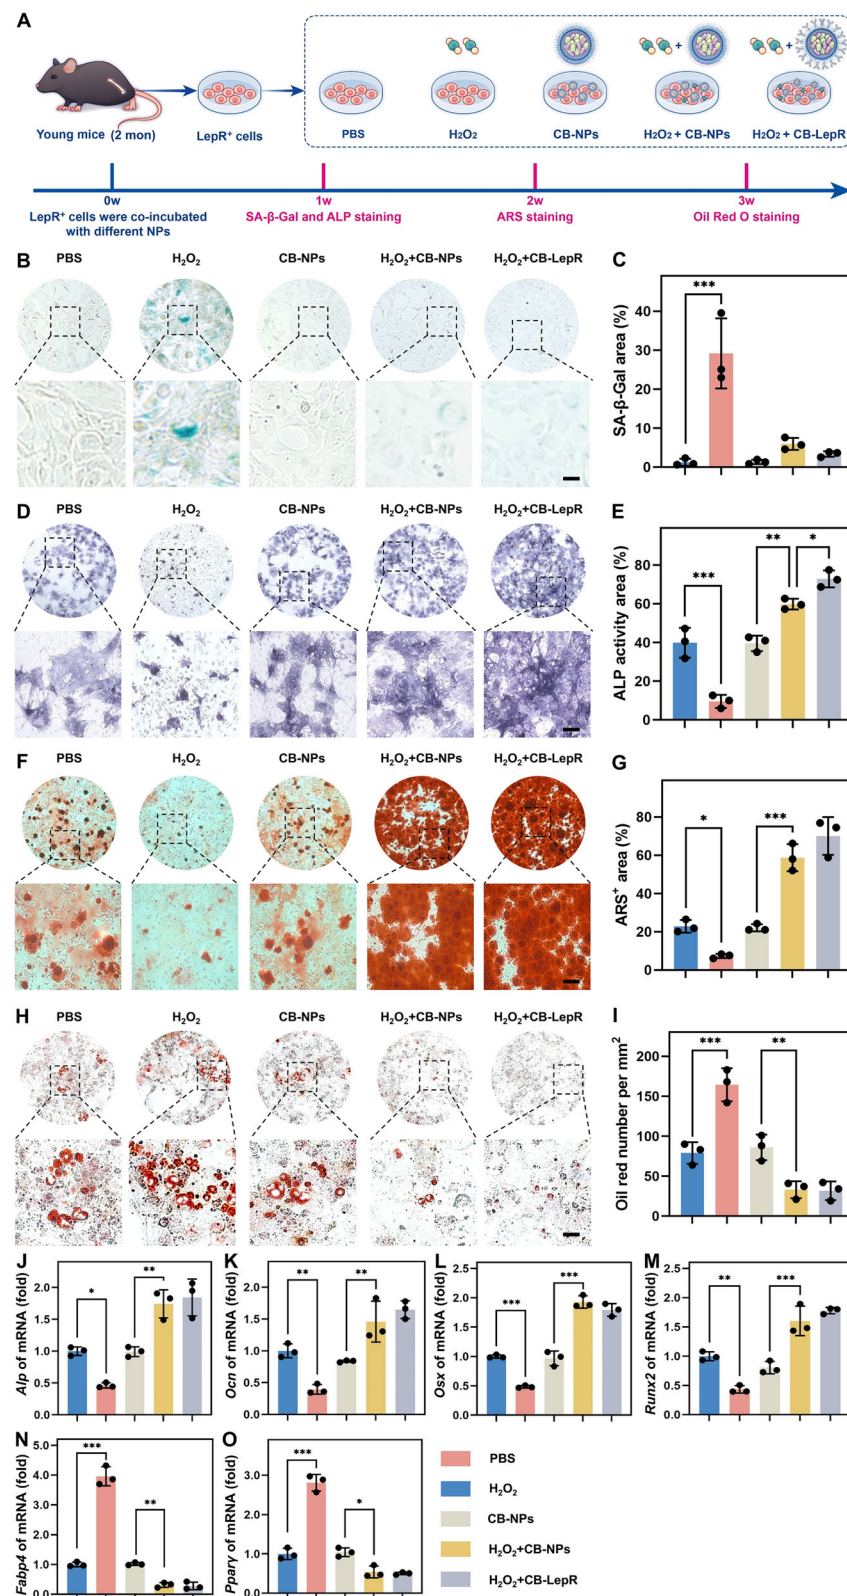 A
Young mice (2 mon)
LepR⁺ cells
PBS
H₂O₂
CB-NPs
H₂O₂ + CB-NPs
H₂O₂ + CB-LepR
+
+
0w
1w
2w
3w
LepR⁺ cells were co-incubated
with different NPs
SA-β-Gal and ALP staining
ARS staining
Oil Red O staining
B
PBS
H₂O₂
CB-NPs
H₂O₂+CB-NPs
H₂O₂+CB-LepR
C
SA-β-Gal area (%)
40
30
20
10
0
***
D
PBS
H₂O₂
CB-NPs
H₂O₂+CB-NPs
H₂O₂+CB-LepR
E
ALP activity area (%)
80
60
40
20
0
***
**
*
F
PBS
H₂O₂
CB-NPs
H₂O₂+CB-NPs
H₂O₂+CB-LepR
G
ARS⁺ area (%)
80
60
40
20
0
*
***
H
PBS
H₂O₂
CB-NPs
H₂O₂+CB-NPs
H₂O₂+CB-LepR
I
Oil red number per mm²
200
150
100
50
0
***
**
J
Alp of mRNA (fold)
2.0
1.5
1.0
0.5
0.0
*
**
K
Ocn of mRNA (fold)
2.0
1.5
1.0
0.5
0.0
**
**
L
Osx of mRNA (fold)
2.5
2.0
1.5
1.0
0.5
0.0
***
***
M
Runx2 of mRNA (fold)
2.5
2.0
1.5
1.0
0.5
0.0
**
***
N
Fabp4 of mRNA (fold)
5.0
4.0
3.0
2.0
1.0
0.0
***
**
O
Pparγ of mRNA (fold)
3.0
2.0
1.0
0.0
***
*
PBS
H₂O₂
CB-NPs
H₂O₂+CB-NPs
H₂O₂+CB-LepR